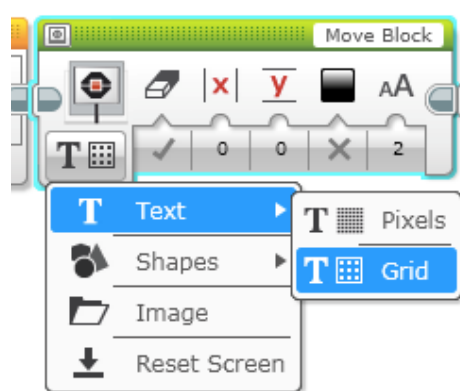 Move Block
x y AA
T 0 0 2
T Text T Pixels
Shapes T Grid
Image
Reset Screen